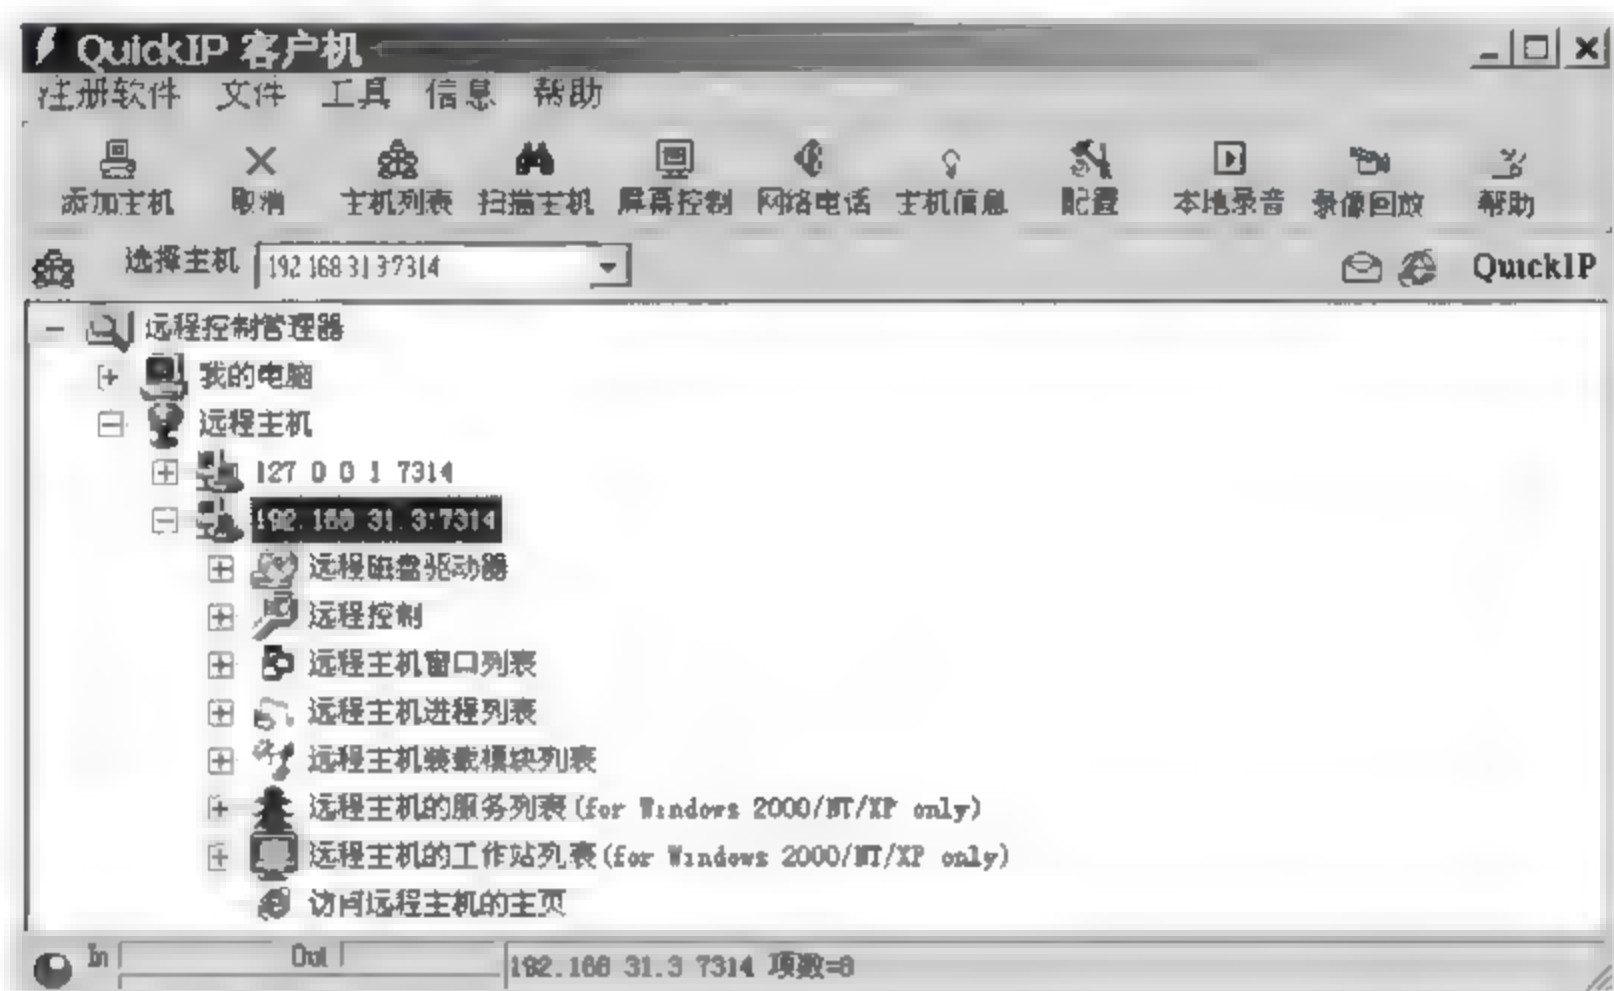 QuickIP 客户机
注册软件 文件 工具 信息 帮助
添加主机 取消 主机列表 扫描主机 屏幕控制 网络电话 主机信息 配置 本地录音 录像回放 帮助
选择主机 192 168 31 3:7314 QuickIP
远程控制管理器
我的电脑
远程主机
127 0 0 1 7314
192.168 31.3:7314
远程磁盘驱动器
远程控制
远程主机窗口列表
远程主机进程列表
远程主机装载模块列表
远程主机的服务列表(for Windows 2000/NT/XP only)
远程主机的工作站列表(for Windows 2000/NT/XP only)
访问远程主机的主页
In Out 192.168 31.3 7314 项数=8